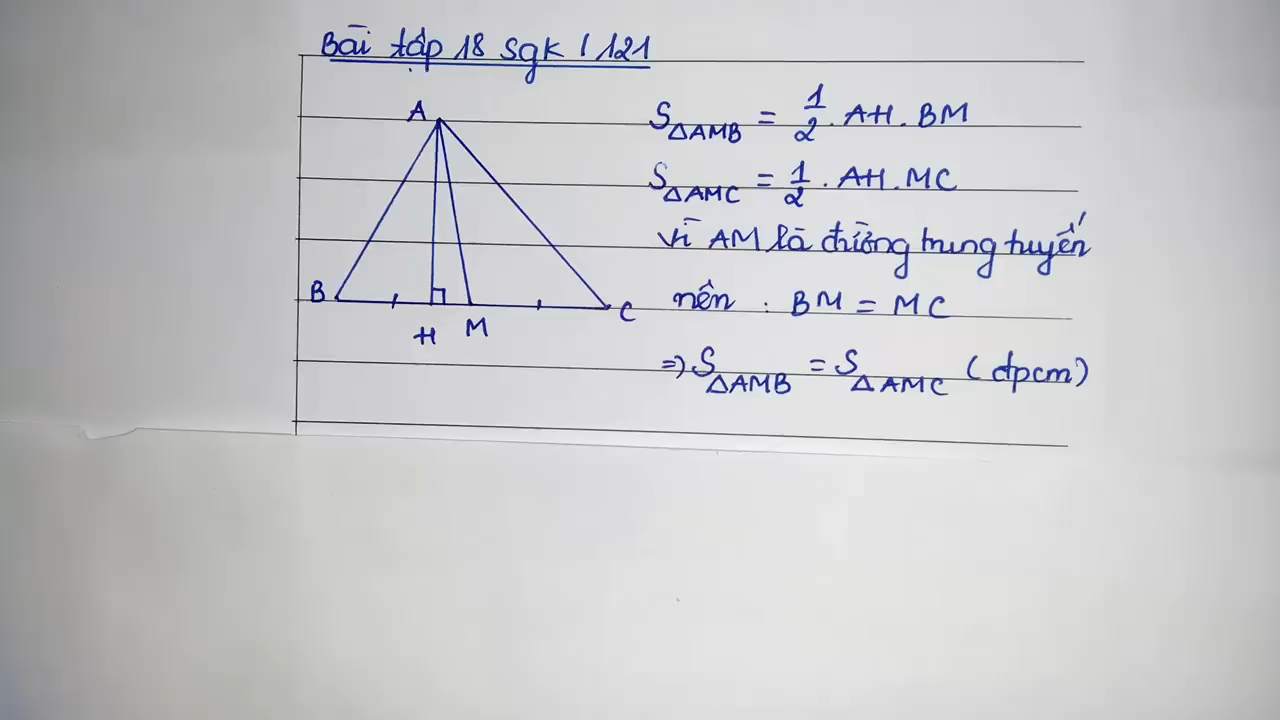 Bài tập 18 sgk / 121
A
B
H
M
C
S△AMB = 1/2 . AH . BM
S△AMC = 1/2 . AH . MC
Vì AM là đường trung tuyến
nên : BM = MC
=> S△AMB = S△AMC (đpcm)